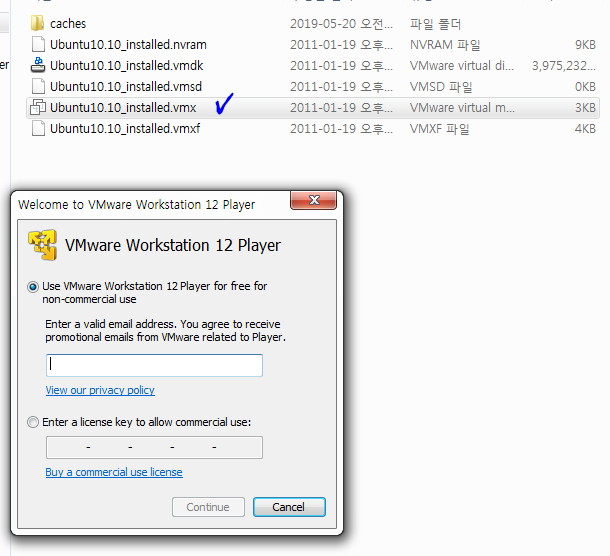 caches 2019-05-20 오전... 파일 폴더
Ubuntu10.10_installed.nvram 2011-01-19 오후... NVRAM 파일 9KB
er Ubuntu10.10_installed.vmdk 2011-01-19 오후... VMware virtual di... 3,975,232...
Ubuntu10.10_installed.vmsd 2011-01-19 오후... VMSD 파일 0KB
Ubuntu10.10_installed.vmx 2011-01-19 오후... VMware virtual m... 3KB
Ubuntu10.10_installed.vmxf 2011-01-19 오후... VMXF 파일 4KB
Welcome to VMware Workstation 12 Player
VMware Workstation 12 Player
Use VMware Workstation 12 Player for free for
non-commercial use
Enter a valid email address. You agree to receive
promotional emails from VMware related to Player.
View our privacy policy
Enter a license key to allow commercial use:
- - - -
Buy a commercial use license
Continue Cancel